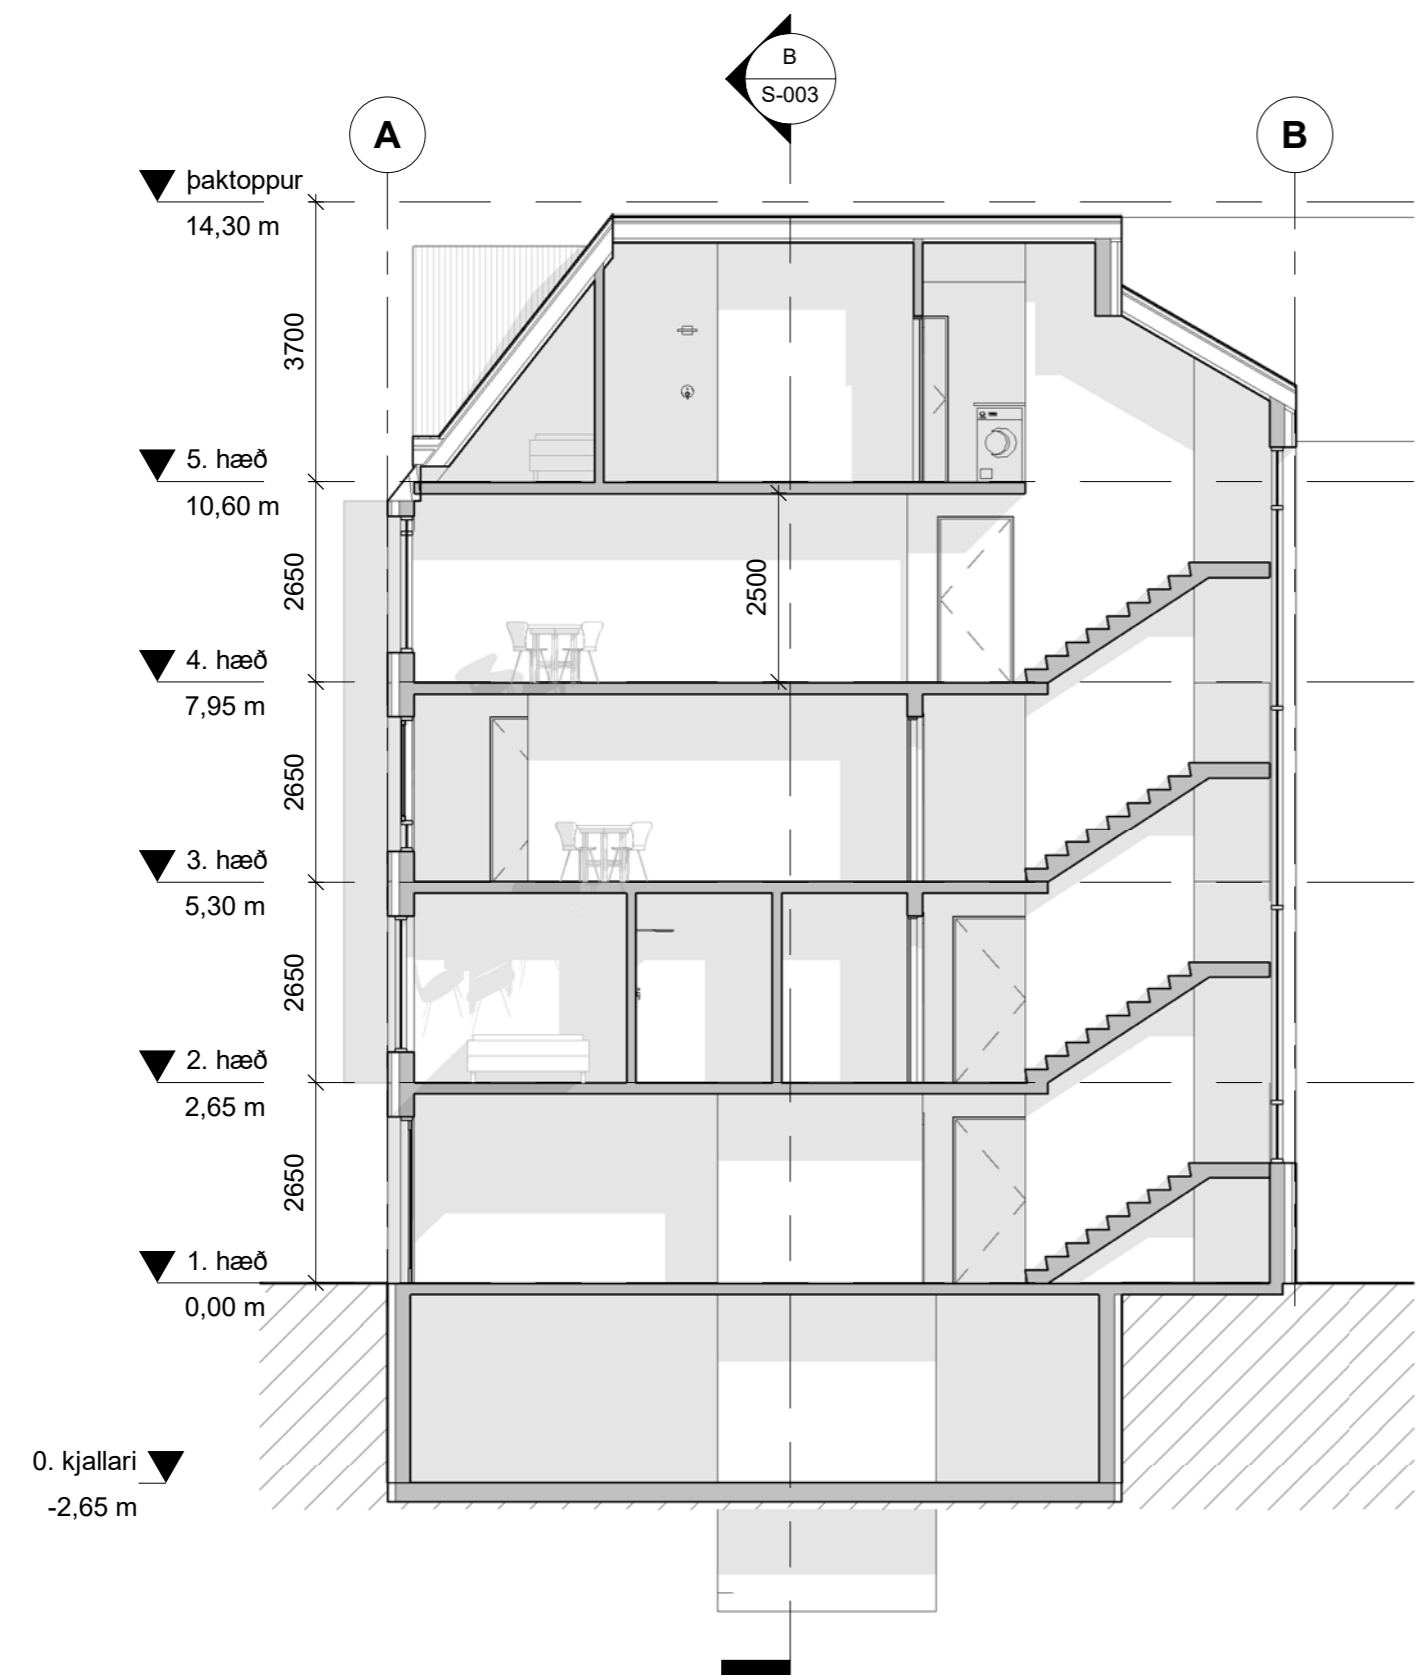 B
S-003
A
B
þaktoppur
14,30 m
3700
5. hæð
10,60 m
2650
2500
4. hæð
7,95 m
2650
3. hæð
5,30 m
2650
2. hæð
2,65 m
2650
1. hæð
0,00 m
0. kjallari
-2,65 m